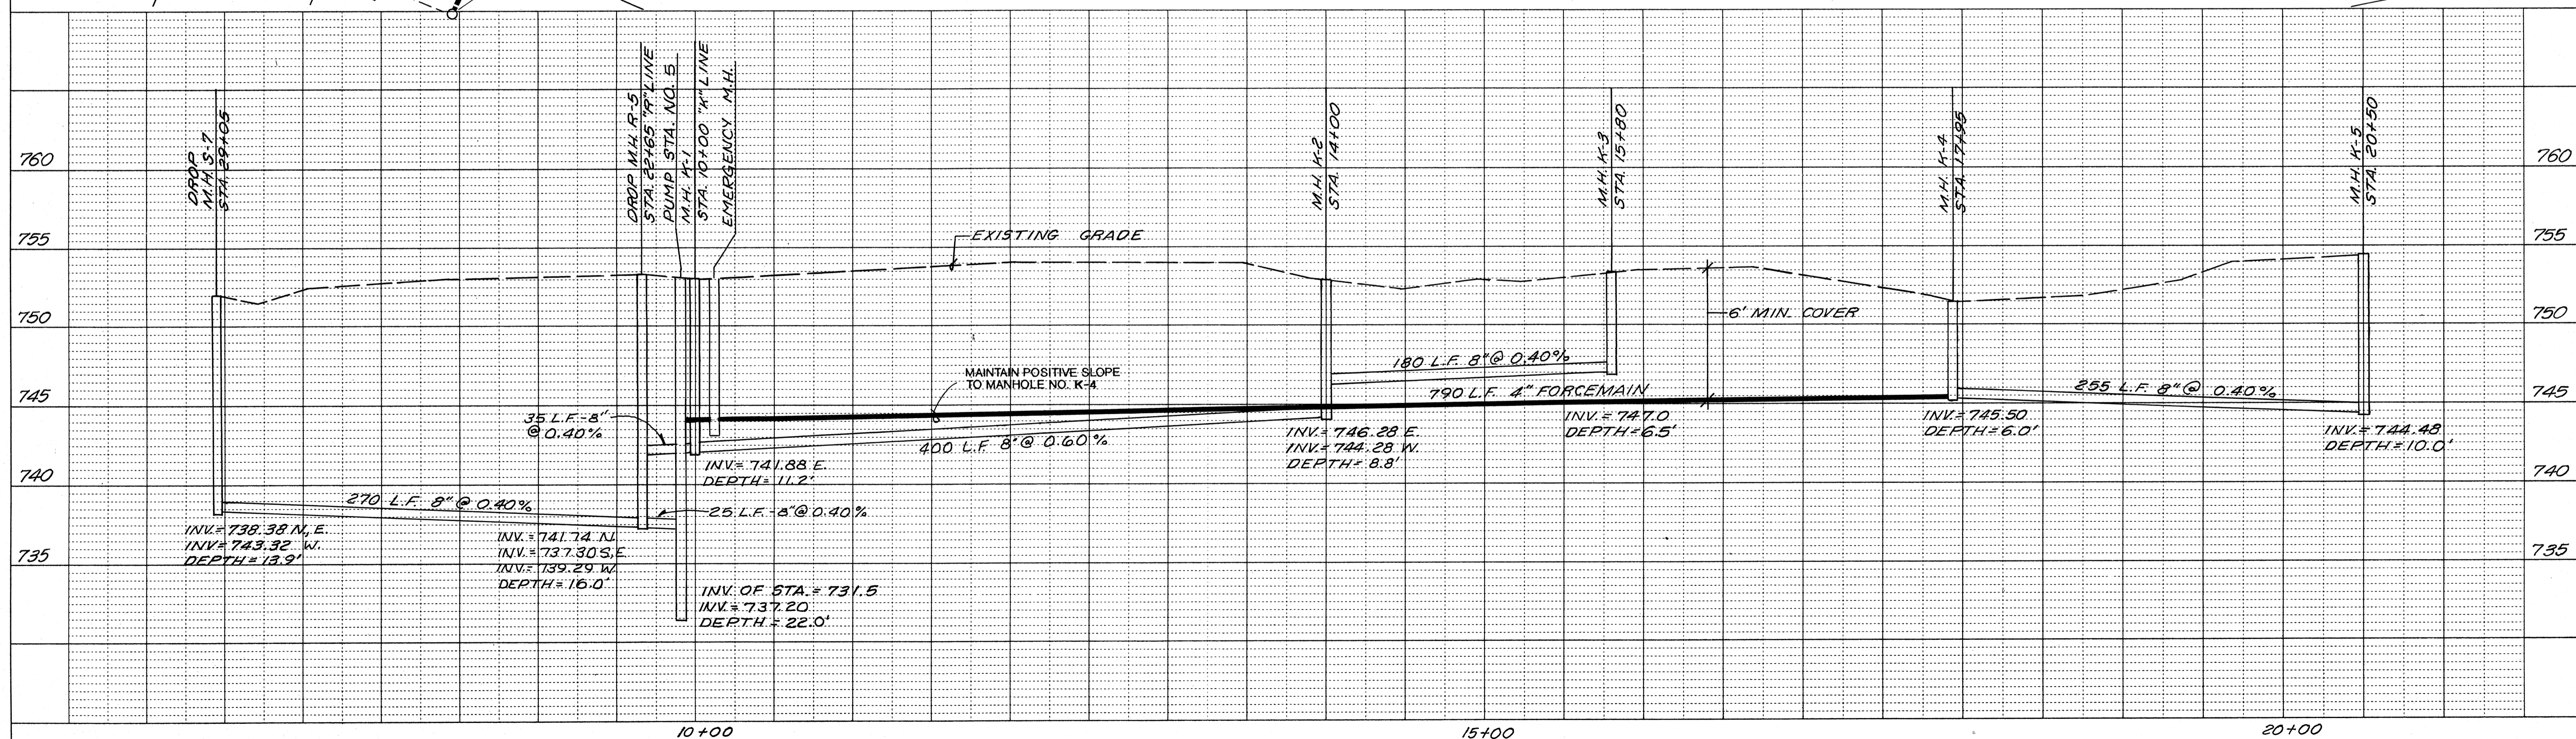 DROP
M.H. S-7
STA. 29+05
DROP M.H. R-5
STA. 22+65 "R" LINE
PUMP STA. NO. 5
M.H. K-1
STA. 10+00 "K" LINE
EMERGENCY M.H.
M.H. K-2
STA. 14+00
M.H. K-3
STA. 15+80
M.H. K-4
STA. 17+95
M.H. K-5
STA. 20+50
760
760
755
EXISTING GRADE
755
750
6' MIN. COVER
750
180 L.F. 8" @ 0.40%
MAINTAIN POSITIVE SLOPE
TO MANHOLE NO. K-4
790 L.F. 4" FORCEMAIN
255 L.F. 8" @ 0.40%
745
745
35 L.F.-8"
@ 0.40%
400 L.F. 8" @ 0.60%
INV.= 746.28 E.
INV.= 744.28 W.
DEPTH= 8.8'
INV.= 747.0
DEPTH= 6.5'
INV.= 745.50
DEPTH= 6.0'
INV.= 744.48
DEPTH= 10.0'
INV= 741.88 E.
DEPTH= 11.2'
740
740
270 L.F. 8" @ 0.40%
25 L.F.-8" @ 0.40%
INV.= 738.38 N, E.
INV= 743.32 W.
DEPTH= 13.9'
INV.= 741.74 N.
INV.= 737.30 S, E.
INV.= 739.29 W.
DEPTH= 16.0'
735
735
INV. OF STA. = 731.5
INV.= 737.20
DEPTH = 22.0'
10+00
15+00
20+00